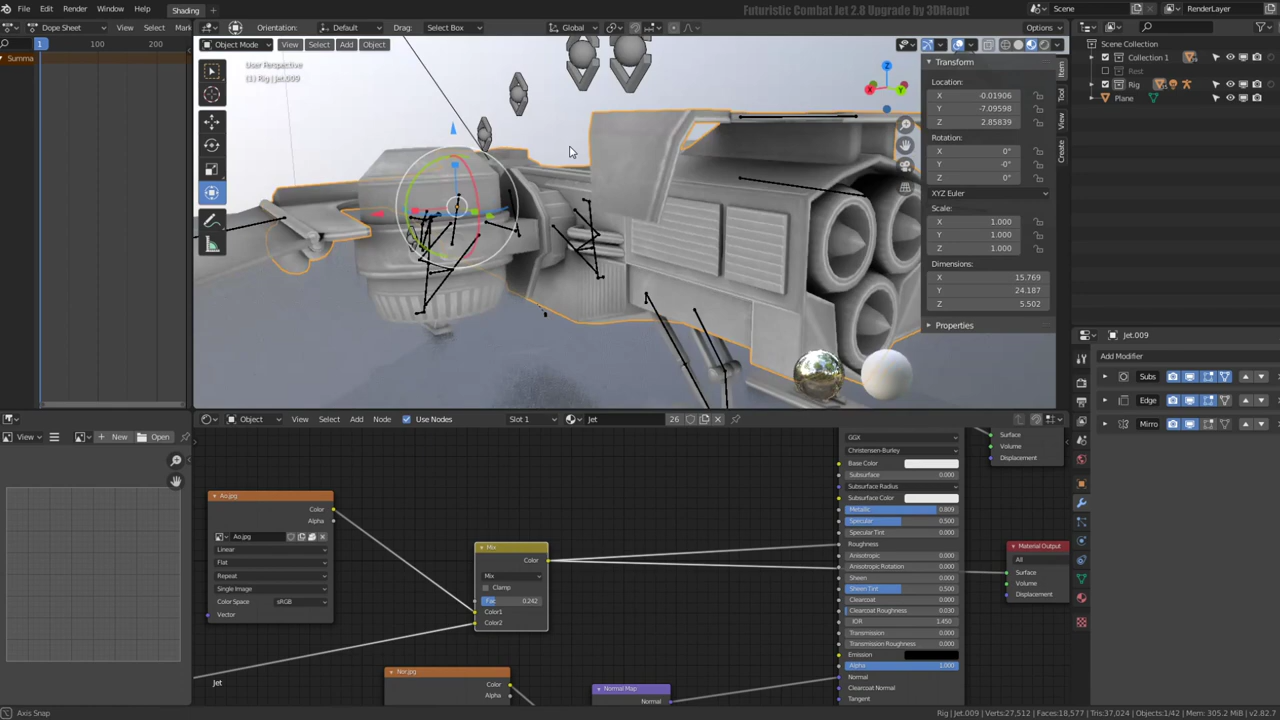 File Edit Render Window Help Shading
Futuristic Combat Jet 2.8 Upgrade by 3DHaupt
Scene RenderLayer
Dope Sheet View Select Mark
Orientation: Default Drag: Select Box Global Options
1 100 200
Summa
Object Mode View Select Add Object
User Perspective
(1) Rig | Jet.009
Z
X
Transform
Location:
X -0.01906
Y -7.09598
Z 2.85839
Rotation:
X 0°
Y -0°
Z 0°
XYZ Euler
Scale:
X 1.000
Y 1.000
Z 1.000
Dimensions:
X 15.769
Y 24.187
Z 5.502
Properties
Item
Tool
View
Create
Scene Collection
Collection 1
Rest
Rig
Plane
Jet.009
Add Modifier
Subs
Edge
Mirro
Object View Select Add Node Use Nodes Slot 1 Jet 26
View New Open
Ao.jpg
Color
Alpha
Ao.jpg
Linear
Flat
Repeat
Single Image
Color Space sRGB
Vector
Mix
Color
Mix
Clamp
Fac 0.242
Color1
Color2
Nor.jpg
Color
Alpha
Normal Map
Normal
Jet
GGX
Christensen-Burley
Base Color
Subsurface 0.000
Subsurface Radius
Subsurface Color
Metallic 0.809
Specular 0.500
Specular Tint 0.000
Roughness
Anisotropic 0.000
Anisotropic Rotation 0.000
Sheen 0.000
Sheen Tint 0.500
Clearcoat 0.000
Clearcoat Roughness 0.030
IOR 1.450
Transmission 0.000
Transmission Roughness 0.000
Emission
Alpha 1.000
Normal
Clearcoat Normal
Tangent
Surface
Volume
Displacement
Material Output
All
Surface
Volume
Displacement
Axis Snap
Rig | Jet.009 | Verts:27,512 | Faces:18,577 | Tris:37,024 | Objects:1/42 | Mem: 305.2 MiB | v2.82.7